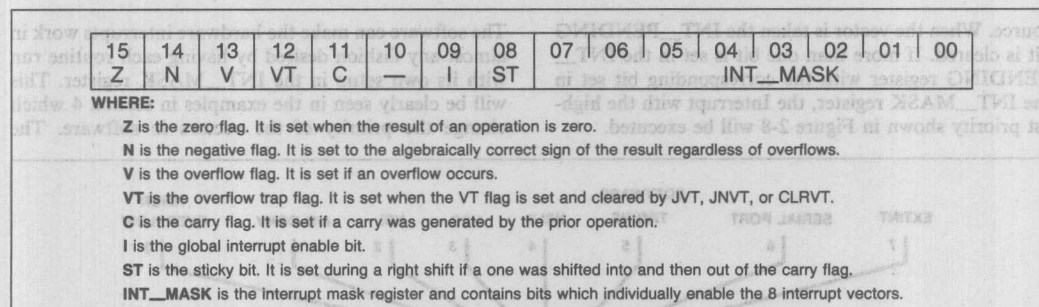 15 14 13 12 11 10 09 08 07 06 05 04 03 02 01 00
Z N V VT C ST INT__MASK
WHERE:
Z is the zero flag. It is set when the result of an operation is zero.
N is the negative flag. It is set to the algebraically correct sign of the result regardless of overflows.
V is the overflow flag. It is set if an overflow occurs.
VT is the overflow trap flag. It is set when the VT flag is set and cleared by JVT, JNVT, or CLRVT.
C is the carry flag. It is set if a carry was generated by the prior operation.
I is the global interrupt enable bit.
ST is the sticky bit. It is set during a right shift if a one was shifted into and then out of the carry flag.
INT__MASK is the interrupt mask register and contains bits which individually enable the 8 interrupt vectors.